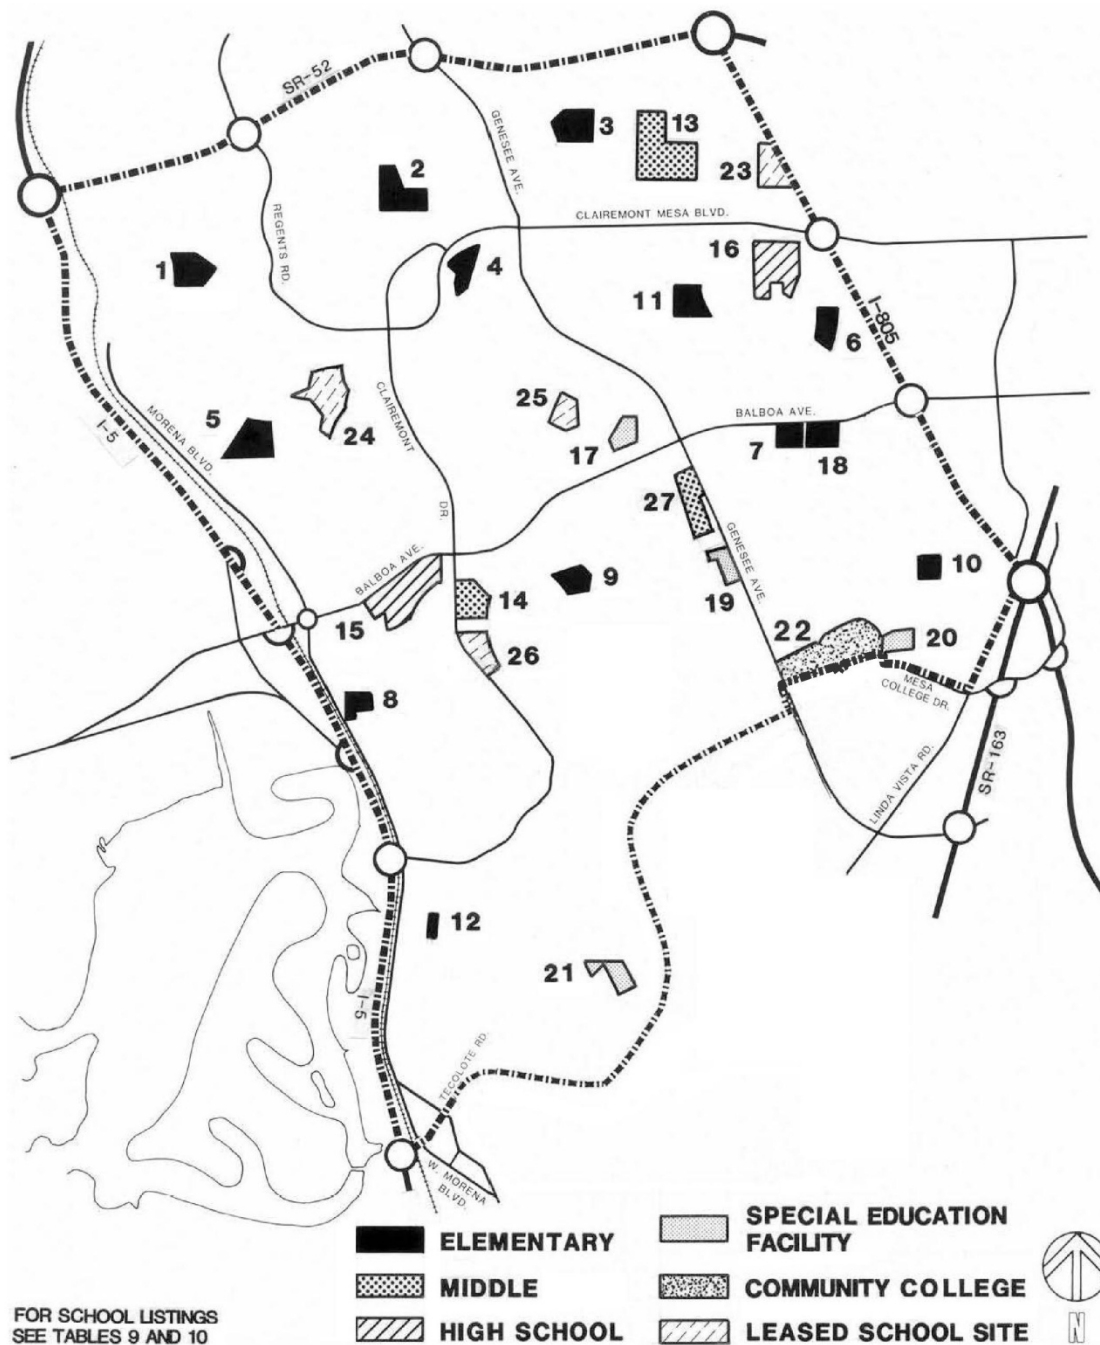 SR-52
GENESEE AVE.
3
13
23
2
CLAIREMONT MESA BLVD.
REGENTS RD.
1
4
16
11
6
I-805
5
24
MORENA BLVD.
I-5
CLAIREMONT
DR.
25
17
BALBOA AVE.
7
18
27
GENESEE AVE.
19
BALBOA AVE.
15
14
9
26
10
22
20
MESA
COLLEGE DR.
8
LINDA VISTA RD.
SR-163
12
21
I-5
TECOLOTE RD.
W. MORENA
BLVD.
ELEMENTARY
MIDDLE
HIGH SCHOOL
SPECIAL EDUCATION
FACILITY
COMMUNITY COLLEGE
LEASED SCHOOL SITE
N
FOR SCHOOL LISTINGS
SEE TABLES 9 AND 10